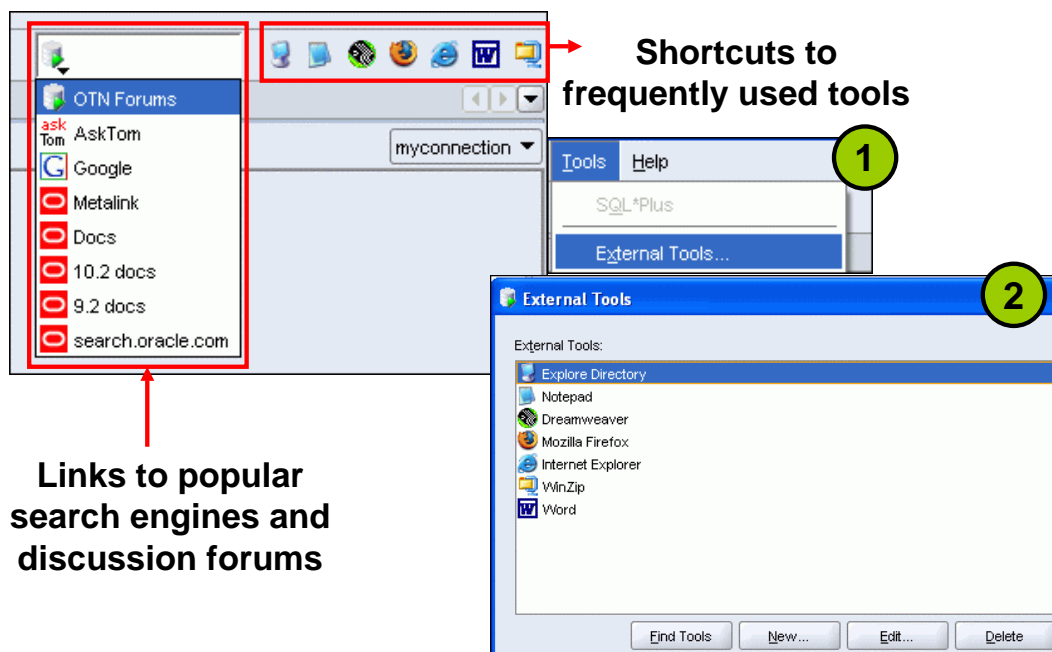 OTN Forums
ask
Tom AskTom
G Google
Metalink
Docs
10.2 docs
9.2 docs
search.oracle.com
myconnection
W
Shortcuts to
frequently used tools
Links to popular
search engines and
discussion forums
1
Tools Help
SQL*Plus
External Tools...
2
External Tools
External Tools:
Explore Directory
Notepad
Dreamweaver
Mozilla Firefox
Internet Explorer
WinZip
W Word
Find Tools New... Edit... Delete